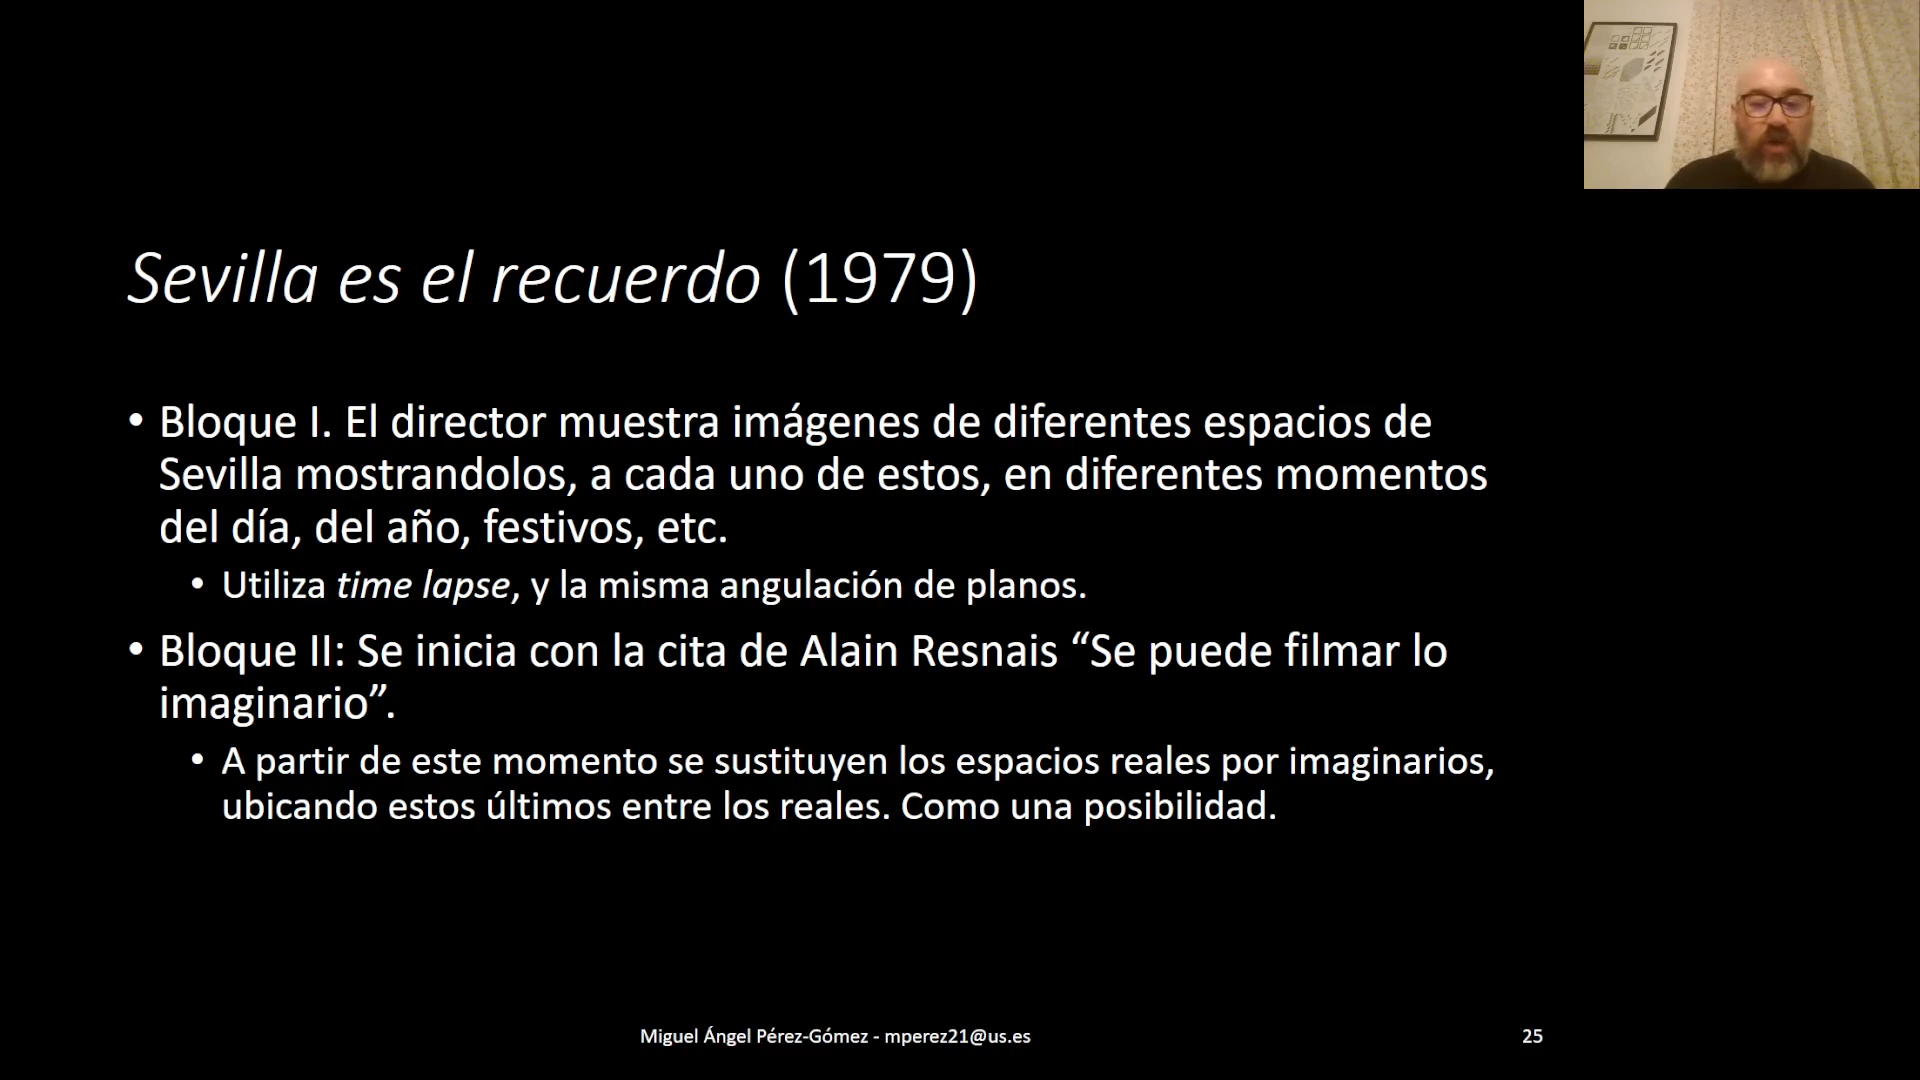 Sevilla es el recuerdo (1979)
• Bloque I. El director muestra imágenes de diferentes espacios de
Sevilla mostrandolos, a cada uno de estos, en diferentes momentos
del día, del año, festivos, etc.
• Utiliza time lapse, y la misma angulación de planos.
• Bloque II: Se inicia con la cita de Alain Resnais “Se puede filmar lo
imaginario”.
• A partir de este momento se sustituyen los espacios reales por imaginarios,
ubicando estos últimos entre los reales. Como una posibilidad.
Miguel Ángel Pérez-Gómez - mperez21@us.es
25